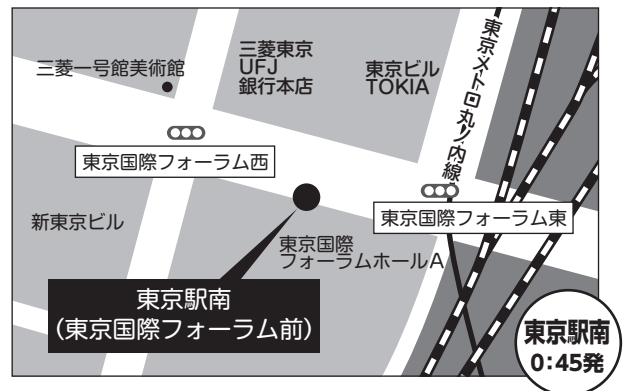 三菱一号館美術館
三菱東京
UFJ
銀行本店
東京ビル
TOKIA
東京メトロ丸ノ内線
東京国際フォーラム西
東京国際フォーラム東
新東京ビル
東京国際
フォーラムホールA
東京駅南
(東京国際フォーラム前)
東京駅南
0:45発